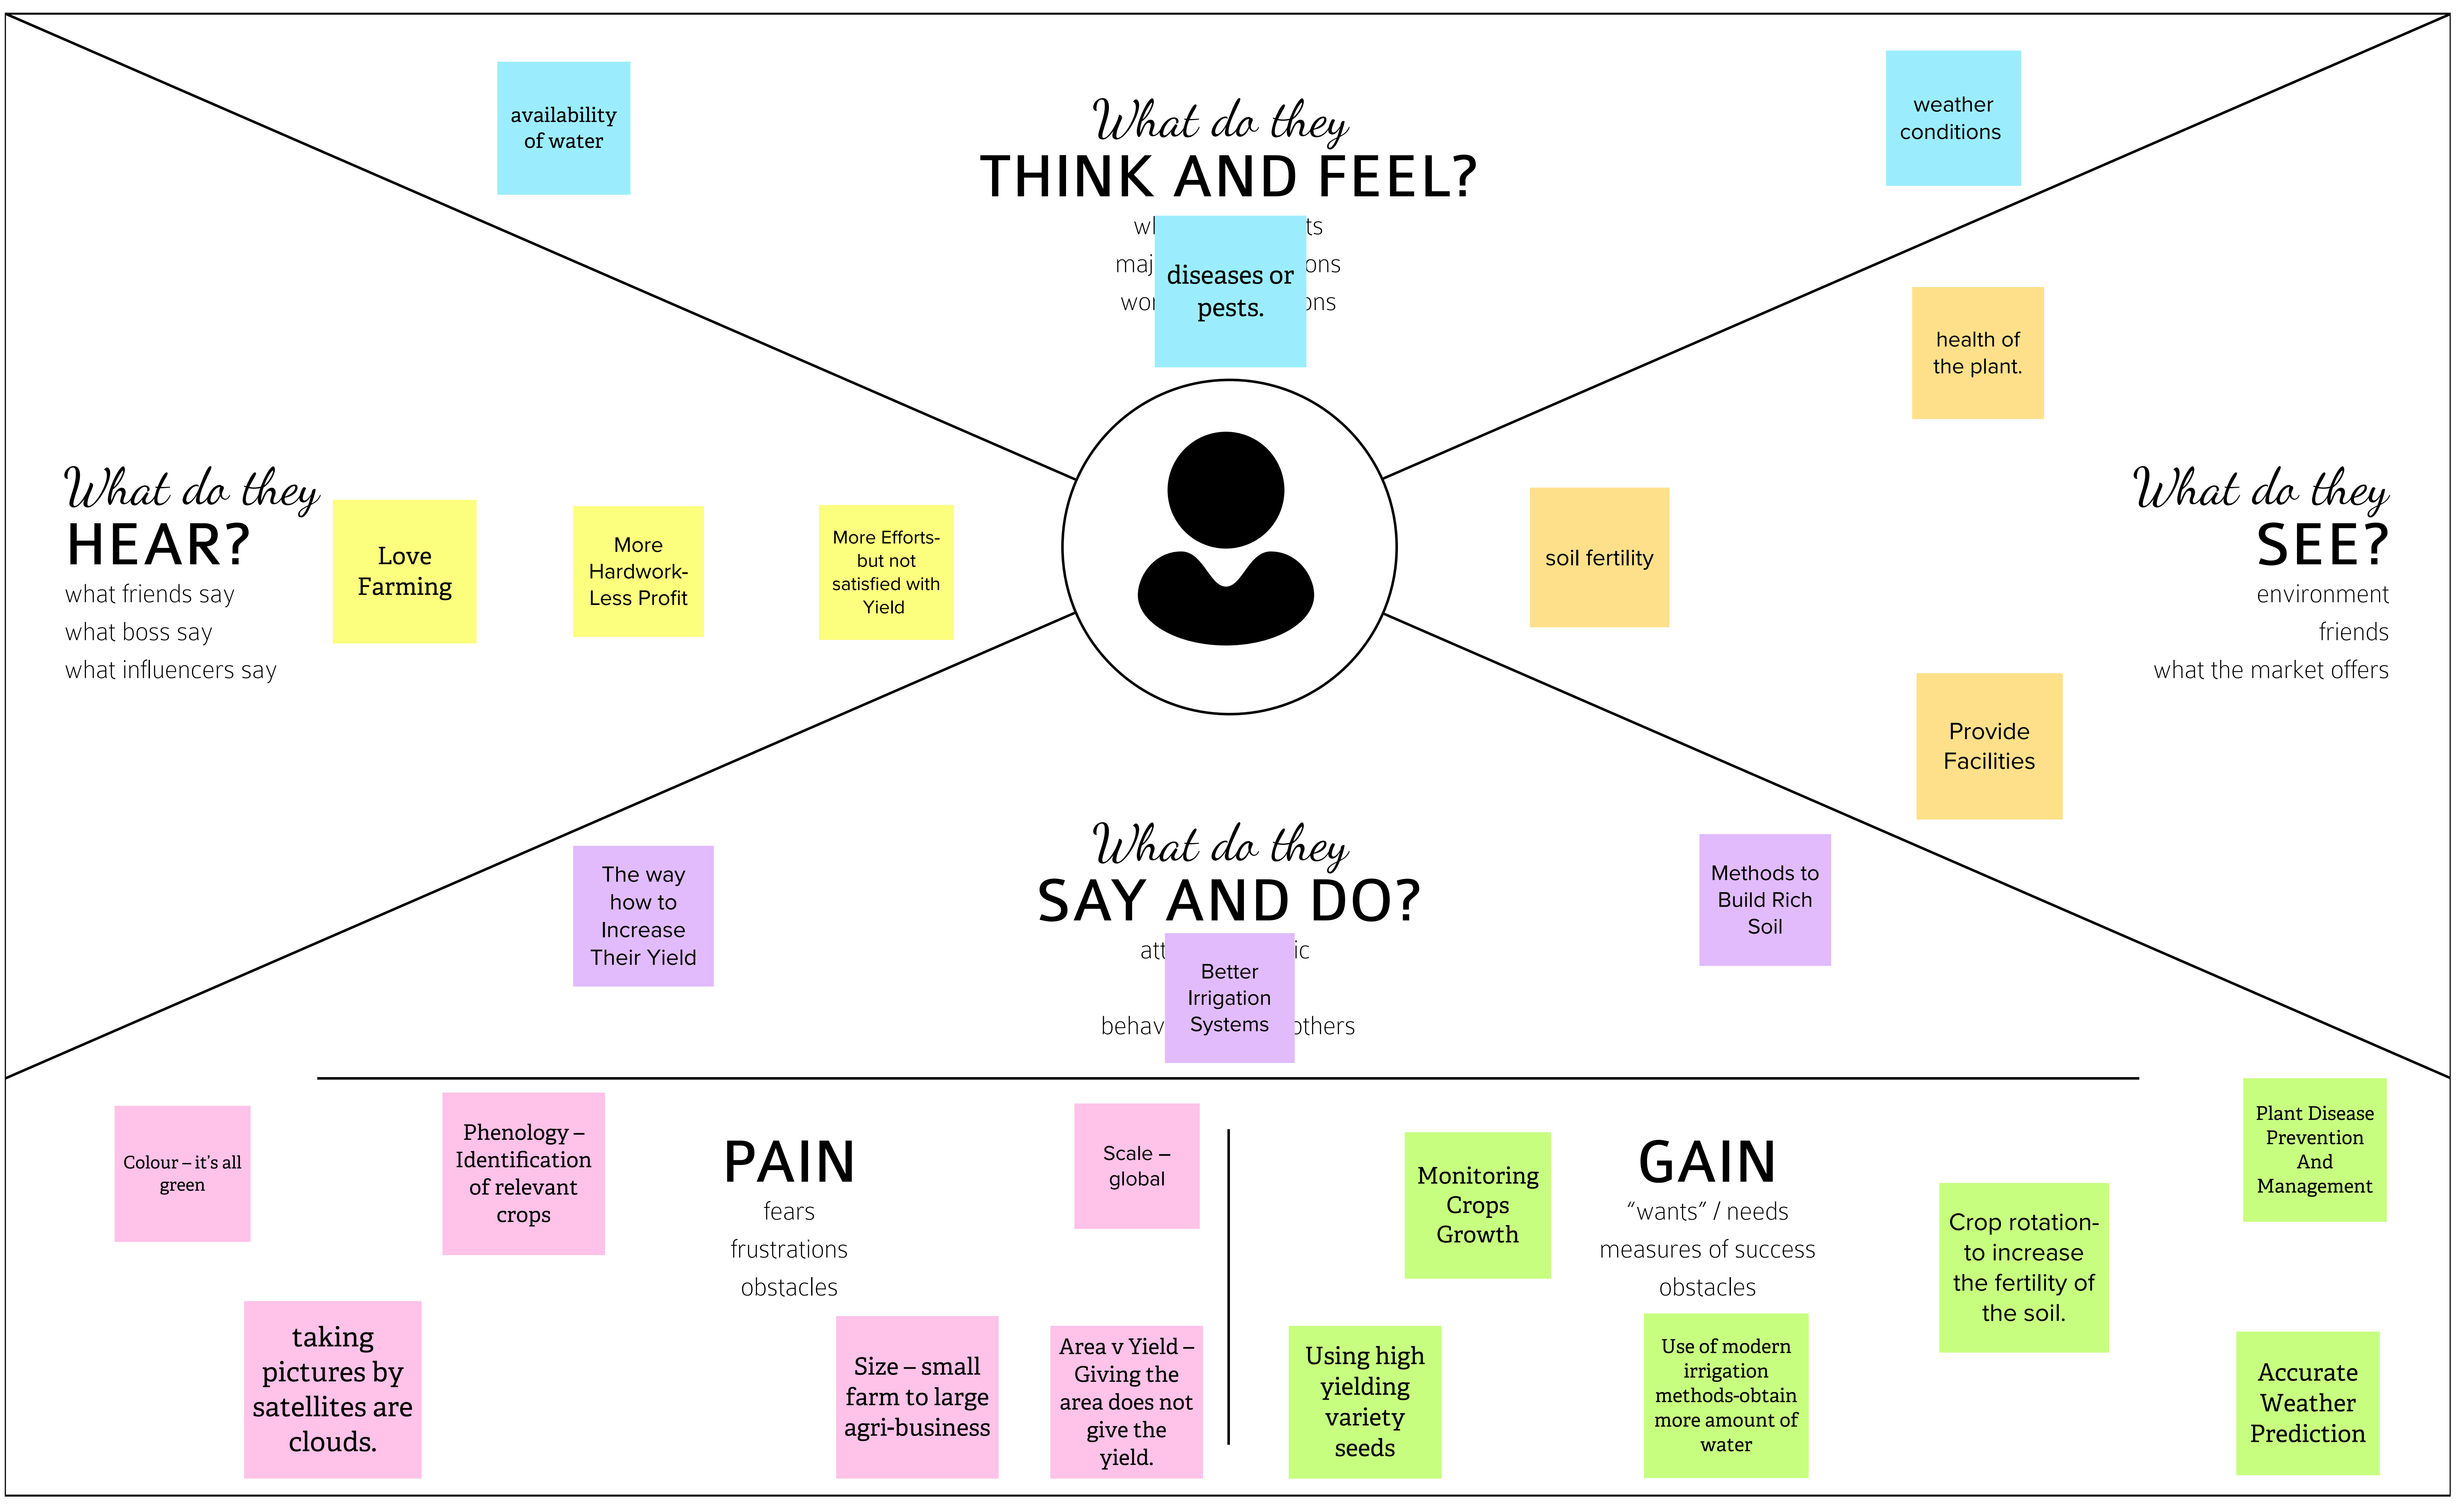 availability
of water
What do they
THINK AND FEEL?
diseases or
pests.
weather
conditions
What do they
HEAR?
what friends say
what boss say
what influencers say
Love
Farming
More
Hardwork-
Less Profit
More Efforts-
but not
satisfied with
Yield
health of
the plant.
soil fertility
What do they
SEE?
environment
friends
what the market offers
Provide
Facilities
The way
how to
Increase
Their Yield
What do they
SAY AND DO?
others
Better
Irrigation
Systems
Methods to
Build Rich
Soil
Colour – it's all
green
Phenology –
Identification
of relevant
crops
PAIN
fears
frustrations
obstacles
Scale –
global
taking
pictures by
satellites are
clouds.
Size – small
farm to large
agri-business
Area v Yield –
Giving the
area does not
give the
yield.
Monitoring
Crops
Growth
GAIN
“wants” / needs
measures of success
obstacles
Plant Disease
Prevention
And
Management
Crop rotation-
to increase
the fertility of
the soil.
Using high
yielding
variety
seeds
Use of modern
irrigation
methods-obtain
more amount of
water
Accurate
Weather
Prediction